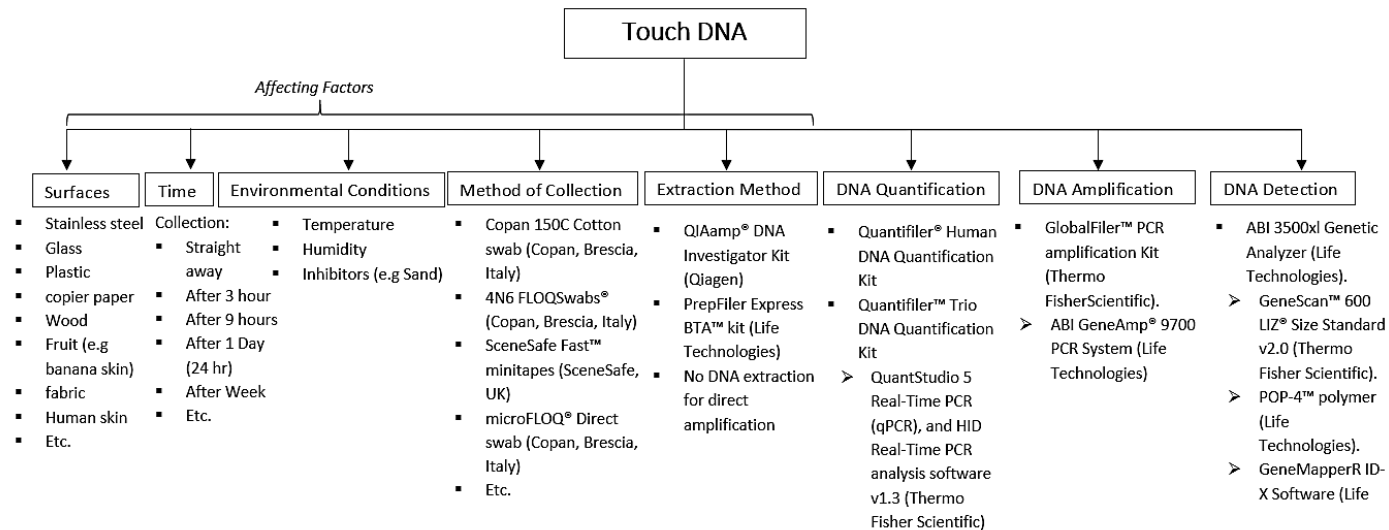 Touch DNA
Affecting Factors
Surfaces
Stainless steel
Glass
Plastic
copier paper
Wood
Fruit (e.g
banana skin)
fabric
Human skin
Etc.
Time
Collection:
Straight
away
After 3 hour
After 9 hours
After 1 Day
(24 hr)
After Week
Etc.
Environmental Conditions
Temperature
Humidity
Inhibitors (e.g Sand)
Method of Collection
Copan 150C Cotton
swab (Copan, Brescia,
Italy)
4N6 FLOQSwabs®
(Copan, Brescia, Italy)
SceneSafe Fast™
minitapes (SceneSafe,
UK)
microFLOQ® Direct
swab (Copan, Brescia,
Italy)
Etc.
Extraction Method
QIAamp® DNA
Investigator Kit
(Qiagen)
PrepFiler Express
BTA™ kit (Life
Technologies)
No DNA extraction
for direct
amplification
DNA Quantification
Quantifiler® Human
DNA Quantification
Kit
Quantifiler™ Trio
DNA Quantification
Kit
QuantStudio 5
Real-Time PCR
(qPCR), and HID
Real-Time PCR
analysis software
v1.3 (Thermo
Fisher Scientific)
DNA Amplification
GlobalFiler™ PCR
amplification Kit
(Thermo
FisherScientific).
ABI GeneAmp® 9700
PCR System (Life
Technologies)
DNA Detection
ABI 3500xl Genetic
Analyzer (Life
Technologies).
GeneScan™ 600
LIZ® Size Standard
v2.0 (Thermo
Fisher Scientific).
POP-4™ polymer
(Life
Technologies).
GeneMapperR ID-
X Software (Life